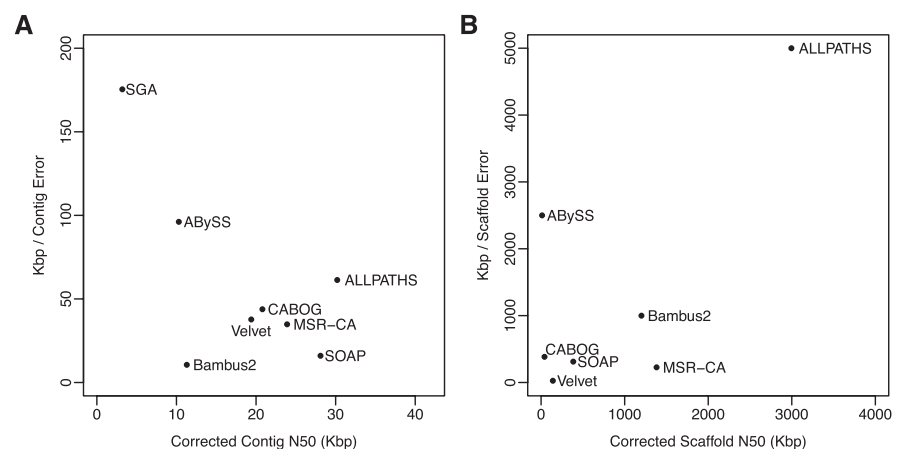 A
Kbp / Contig Error
200
150
100
50
0
SGA
ABySS
ALLPATHS
CABOG
Velvet
MSR−CA
SOAP
Bambus2
0 10 20 30 40
Corrected Contig N50 (Kbp)
B
Kbp / Scaffold Error
5000
4000
3000
2000
1000
0
ALLPATHS
ABySS
Bambus2
CABOG
SOAP
MSR−CA
Velvet
0 1000 2000 3000 4000
Corrected Scaffold N50 (Kbp)